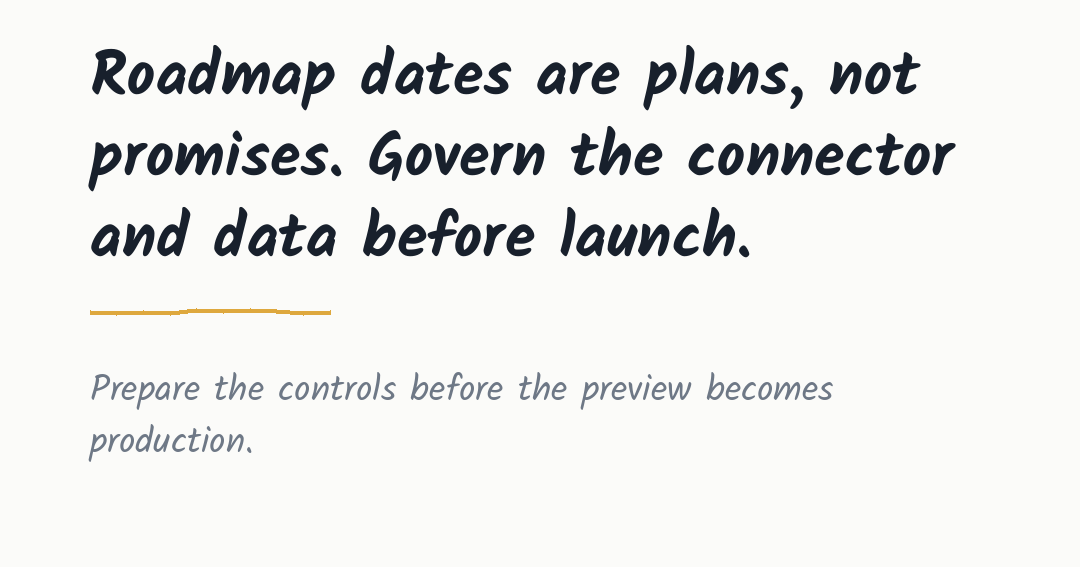 Roadmap dates are plans, not
promises. Govern the connector
and data before launch.
Prepare the controls before the preview becomes
production.